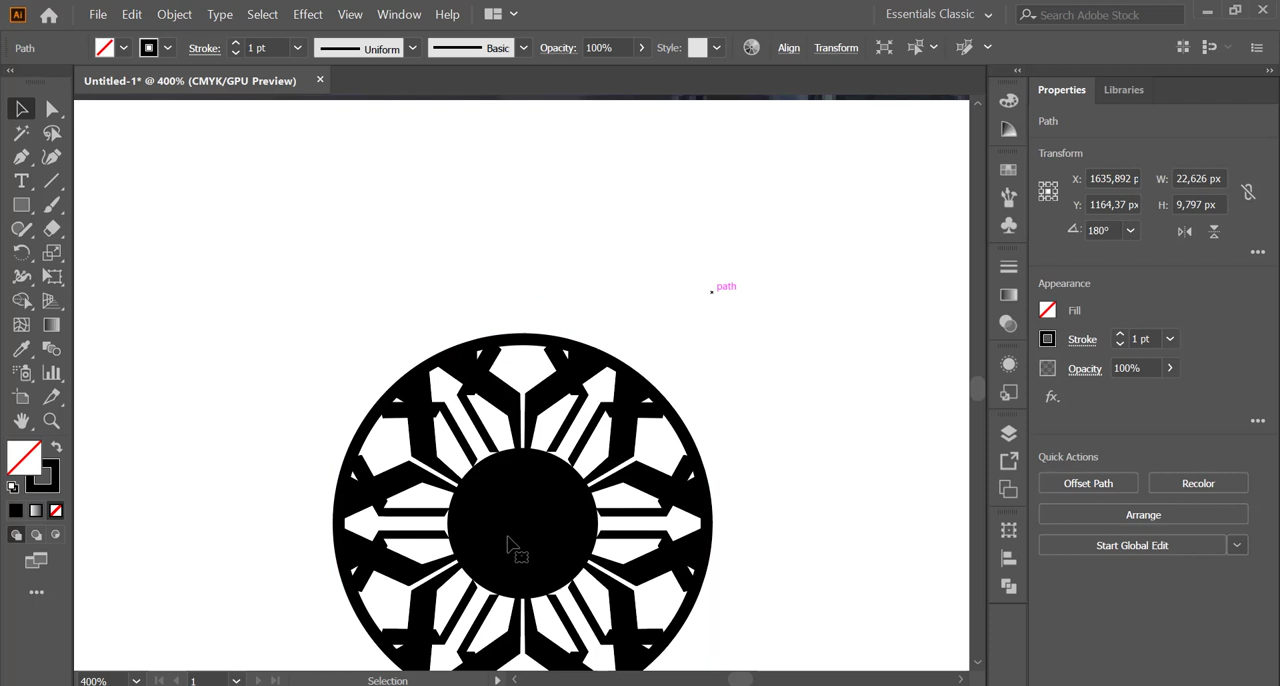 Ai File Edit Object Type Select Effect View Window Help Essentials Classic Search Adobe Stock
Path Stroke: 1 pt Uniform Basic Opacity: 100% Style: Align Transform
Untitled-1* @ 400% (CMYK/GPU Preview)
Properties Libraries
Path
Transform
X: 1635,892 p W: 22,626 px
Y: 1164,37 px H: 9,797 px
180°
path
Appearance
Fill
Stroke 1 pt
Opacity 100%
fx.
Quick Actions
Offset Path Recolor
Arrange
Start Global Edit
400% 1 Selection